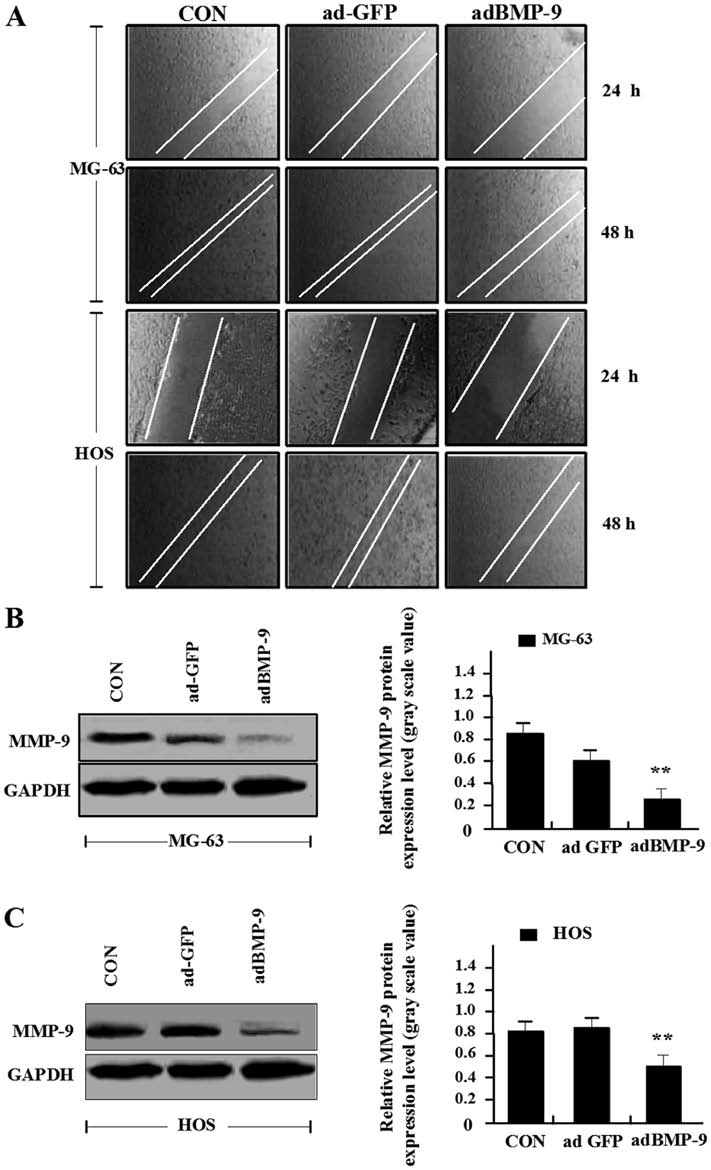 A
CON ad-GFP adBMP-9
24 h
MG-63
48 h
24 h
HOS
48 h
B
CON ad-GFP adBMP-9
MMP-9
GAPDH
MG-63
Relative MMP-9 protein
expression level (gray scale value)
MG-63
1.4
1.2
1.0
0.8
0.6
0.4
0.2
0
CON ad GFP adBMP-9
**
C
CON ad-GFP adBMP-9
MMP-9
GAPDH
HOS
Relative MMP-9 protein
expression level (gray scale value)
HOS
1.4
1.2
1.0
0.8
0.6
0.4
0.2
0
CON ad GFP adBMP-9
**